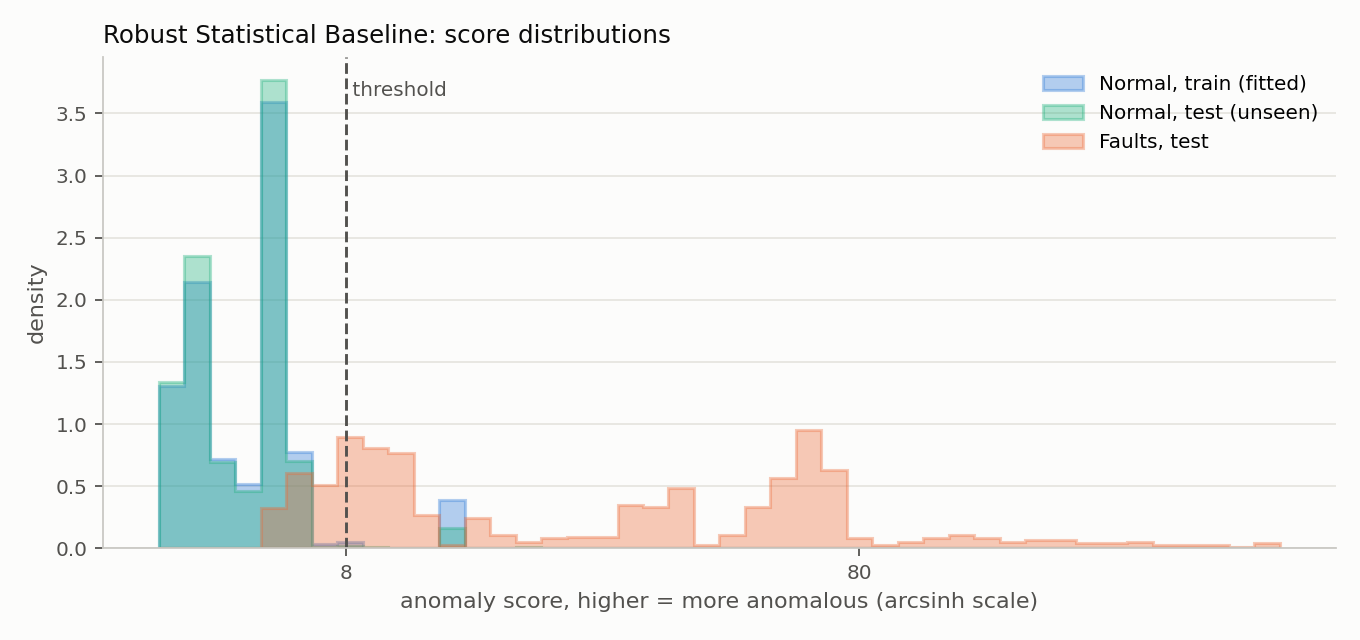 Robust Statistical Baseline: score distributions
threshold
Normal, train (fitted)
Normal, test (unseen)
Faults, test
density
3.5
3.0
2.5
2.0
1.5
1.0
0.5
0.0
8
80
anomaly score, higher = more anomalous (arcsinh scale)